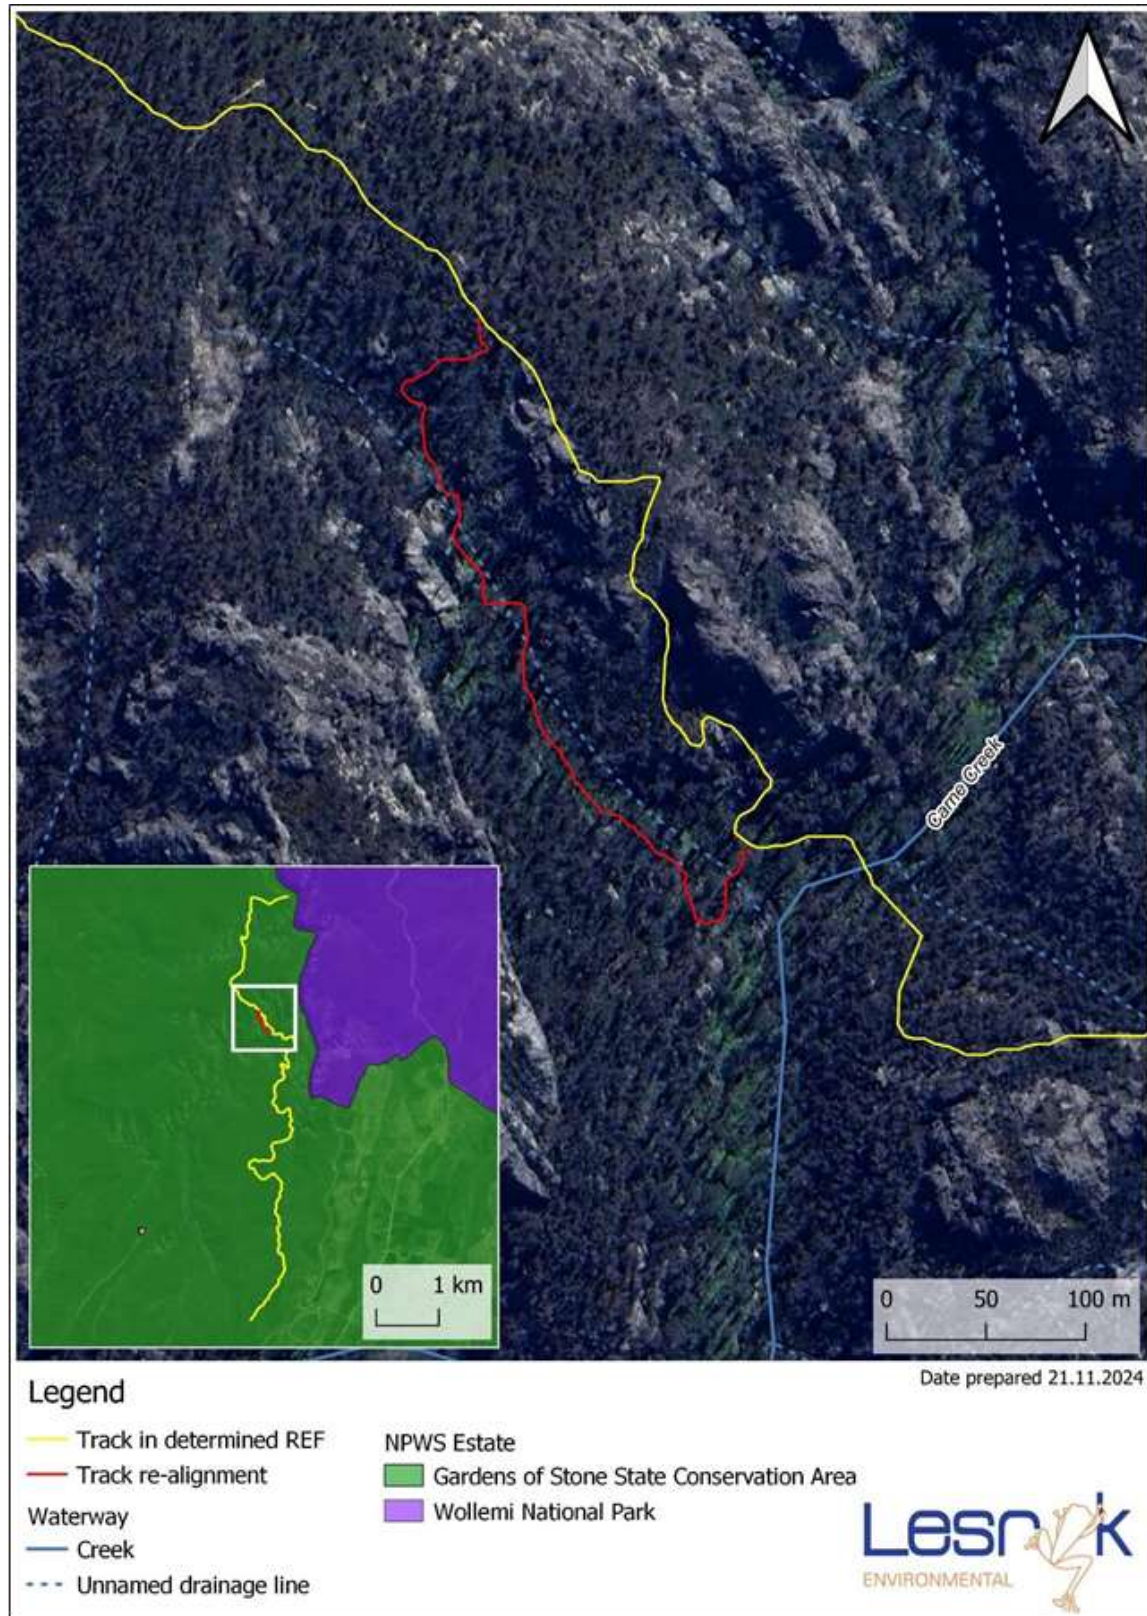 Carne Creek
0 1 km
0 50 100 m
Date prepared 21.11.2024
Legend
Track in determined REF
Track re-alignment
Waterway
Creek
Unnamed drainage line
NPWS Estate
Gardens of Stone State Conservation Area
Wollemi National Park
Lesryk
ENVIRONMENTAL